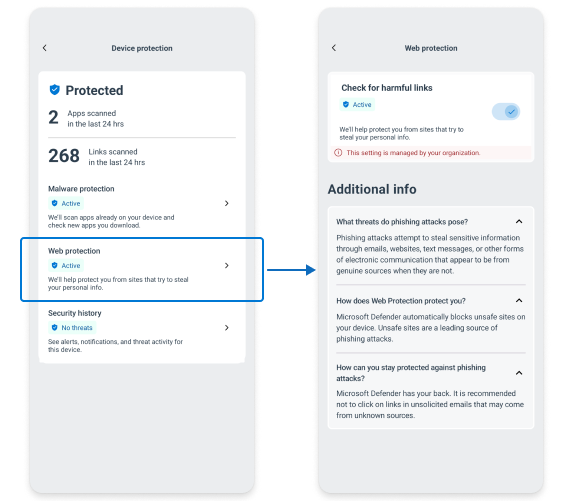 Device protection
Protected
2 Apps scanned
in the last 24 hrs
268 Links scanned
in the last 24 hrs
Malware protection
Active
We'll scan apps already on your device and
check new apps you download.
Web protection
Active
We'll help protect you from sites that try to steal
your personal info.
Security history
No threats
See alerts, notifications, and threat activity for
this device.
Web protection
Check for harmful links
Active
We'll help protect you from sites that try to
steal your personal info.
This setting is managed by your organization.
Additional info
What threats do phishing attacks pose?
Phishing attacks attempt to steal sensitive information
through emails, websites, text messages, or other forms
of electronic communication that appear to be from
genuine sources when they are not.
How does Web Protection protect you?
Microsoft Defender automatically blocks unsafe sites on
your device. Unsafe sites are a leading source of
phishing attacks.
How can you stay protected against phishing
attacks?
Microsoft Defender has your back. It is recommended
not to click on links in unsolicited emails that may come
from unknown sources.